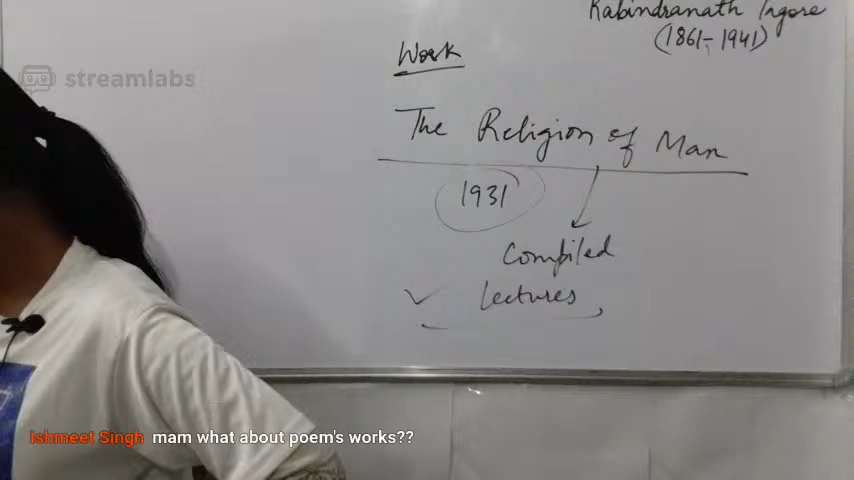 Rabindranath Tagore
(1861-1941)
streamlabs
Work
The Religion of Man
1931
Compiled
lectures
Ishmeet Singh mam what about poem's works??